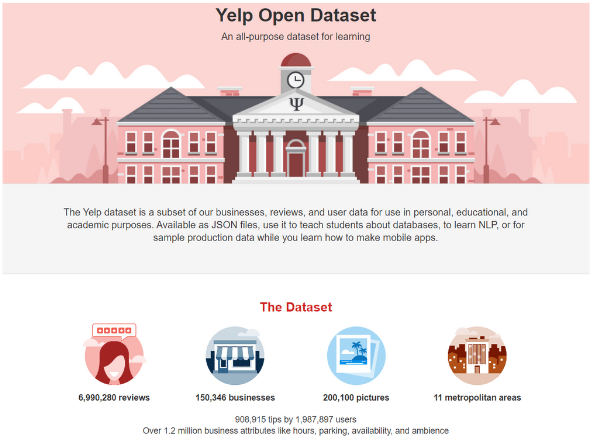 Yelp Open Dataset
An all-purpose dataset for learning
Ψ
The Yelp dataset is a subset of our businesses, reviews, and user data for use in personal, educational, and
academic purposes. Available as JSON files, use it to teach students about databases, to learn NLP, or for
sample production data while you learn how to make mobile apps.
The Dataset
6,990,280 reviews
150,346 businesses
200,100 pictures
11 metropolitan areas
908,915 tips by 1,987,897 users
Over 1.2 million business attributes like hours, parking, availability, and ambience